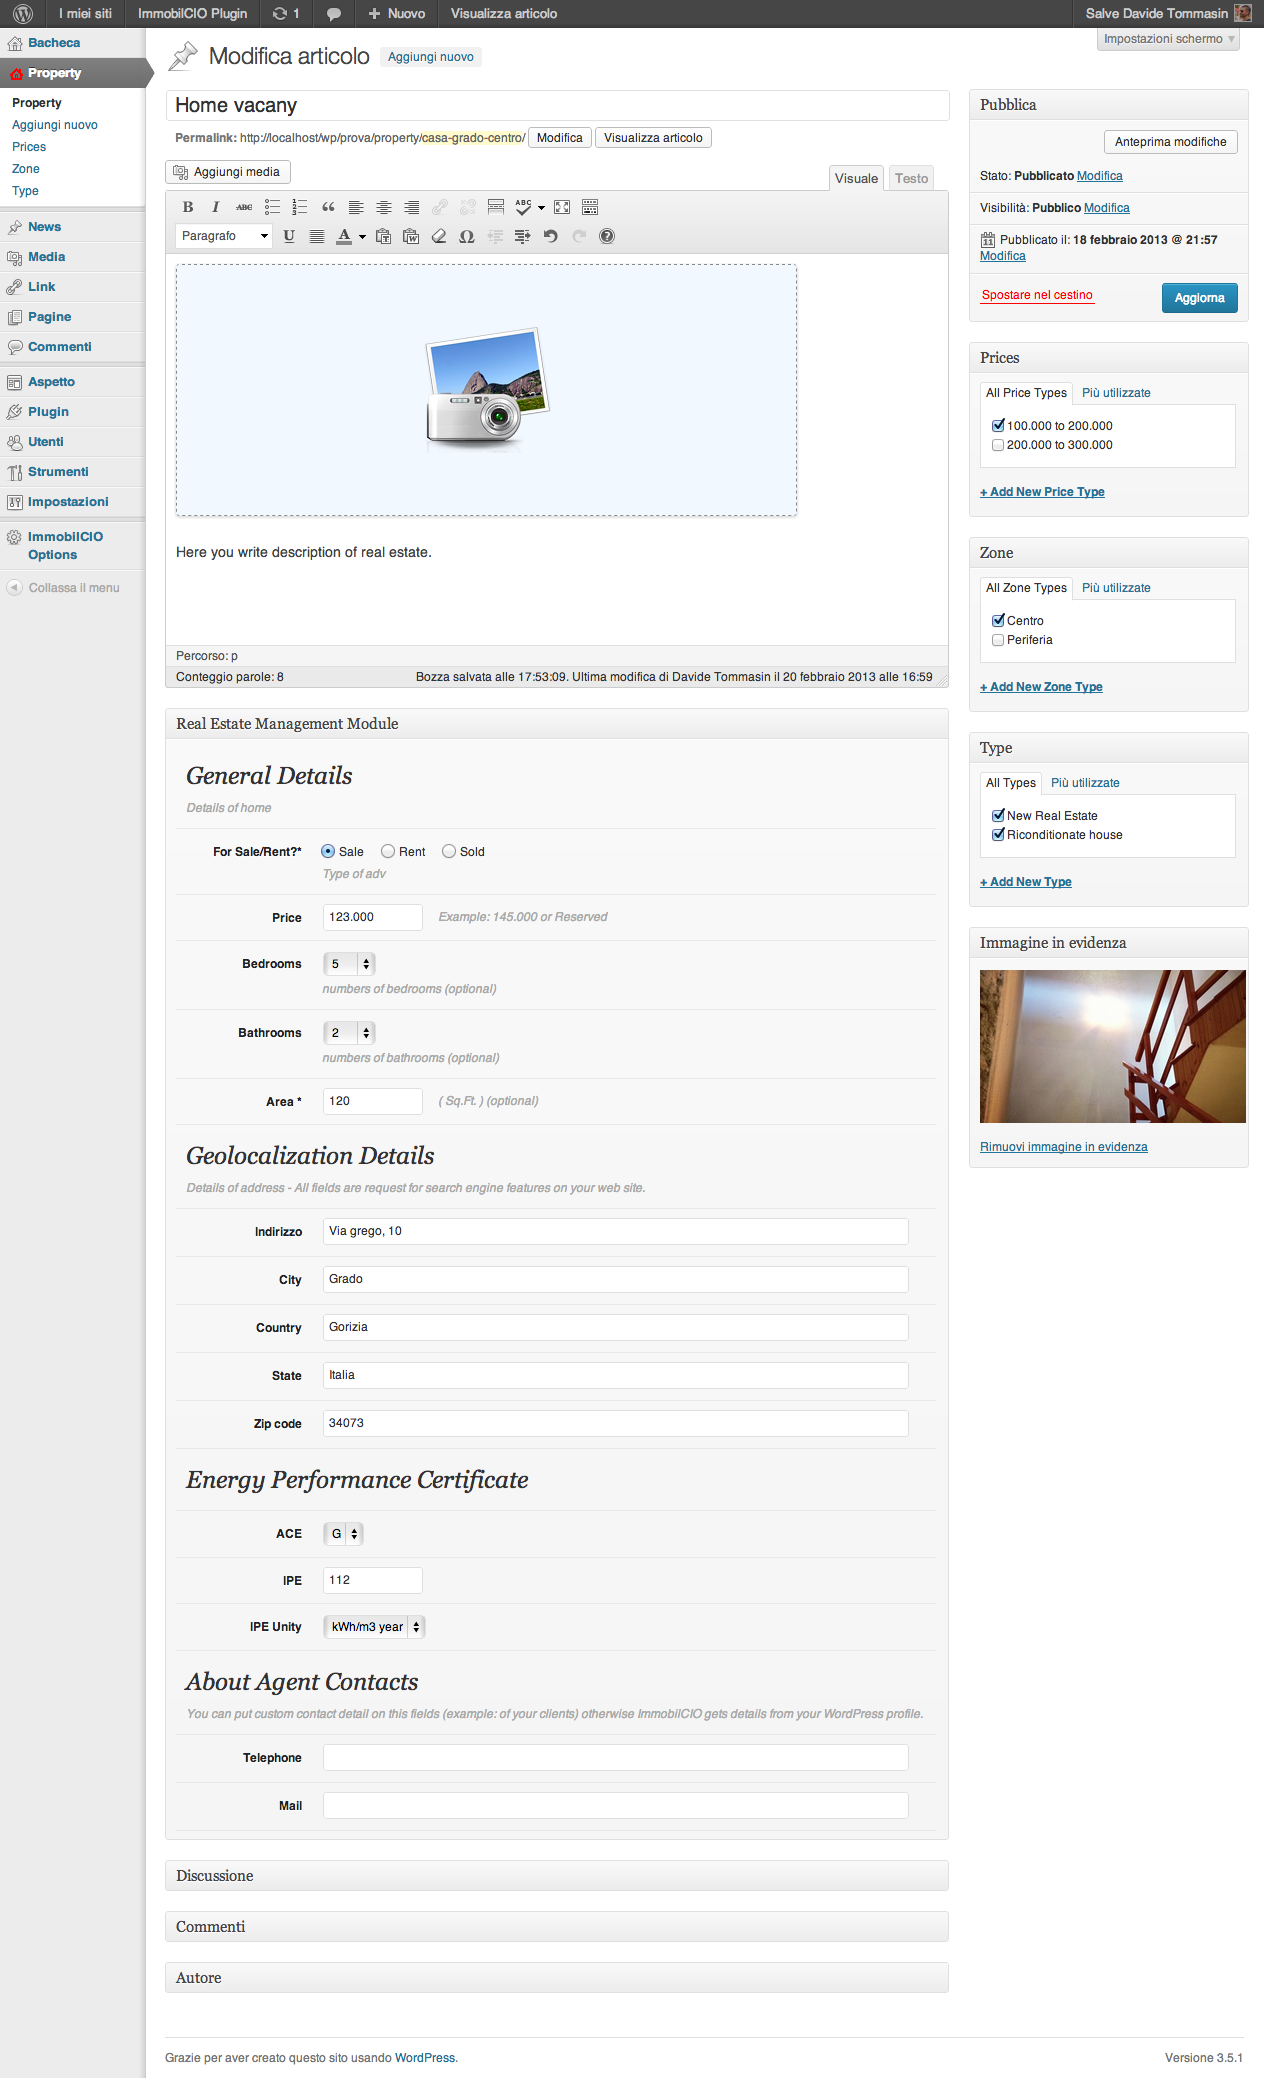 I miei siti
ImmobilCIO Plugin
1
Nuovo
Visualizza articolo
Salve Davide Tommasin
Impostazioni schermo
Bacheca
Property
Property
Aggiungi nuovo
Prices
Zone
Type
News
Media
Link
Pagine
Commenti
Aspetto
Plugin
Utenti
Strumenti
Impostazioni
ImmobilCIO
Options
Collassa il menu
Modifica articolo
Aggiungi nuovo
Home vacany
Permalink: http://localhost/wp/prova/property/casa-grado-centro/ Modifica Visualizza articolo
Aggiungi media
Visuale
Testo
B I ABC ABC
Paragrafo
U A T W Ω ?
Here you write description of real estate.
Percorso: p
Conteggio parole: 8
Bozza salvata alle 17:53:09. Ultima modifica di Davide Tommasin il 20 febbraio 2013 alle 16:59
Real Estate Management Module
General Details
Details of home
For Sale/Rent?* Sale Rent Sold
Type of adv
Price 123.000 Example: 145.000 or Reserved
Bedrooms 5
numbers of bedrooms (optional)
Bathrooms 2
numbers of bathrooms (optional)
Area * 120 ( Sq.Ft. ) (optional)
Geolocalization Details
Details of address - All fields are request for search engine features on your web site.
Indirizzo Via grego, 10
City Grado
Country Gorizia
State Italia
Zip code 34073
Energy Performance Certificate
ACE G
IPE 112
IPE Unity kWh/m3 year
About Agent Contacts
You can put custom contact detail on this fields (example: of your clients) otherwise ImmobilCIO gets details from your WordPress profile.
Telephone
Mail
Discussione
Commenti
Autore
Pubblica
Anteprima modifiche
Stato: Pubblicato Modifica
Visibilità: Pubblico Modifica
11 Pubblicato il: 18 febbraio 2013 @ 21:57
Modifica
Spostare nel cestino
Aggiorna
Prices
All Price Types
Più utilizzate
100.000 to 200.000
200.000 to 300.000
+ Add New Price Type
Zone
All Zone Types
Più utilizzate
Centro
Periferia
+ Add New Zone Type
Type
All Types
Più utilizzate
New Real Estate
Riconditionate house
+ Add New Type
Immagine in evidenza
Rimuovi immagine in evidenza
Grazie per aver creato questo sito usando WordPress.
Versione 3.5.1